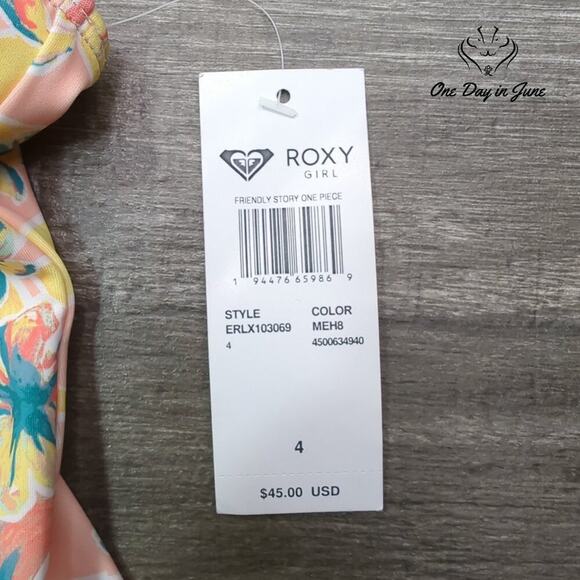 One Day in June
ROXY
GIRL
FRIENDLY STORY ONE PIECE
1 94476 65986 9
STYLE COLOR
ERLX103069 MEH8
4 4500634940
4
$45.00 USD